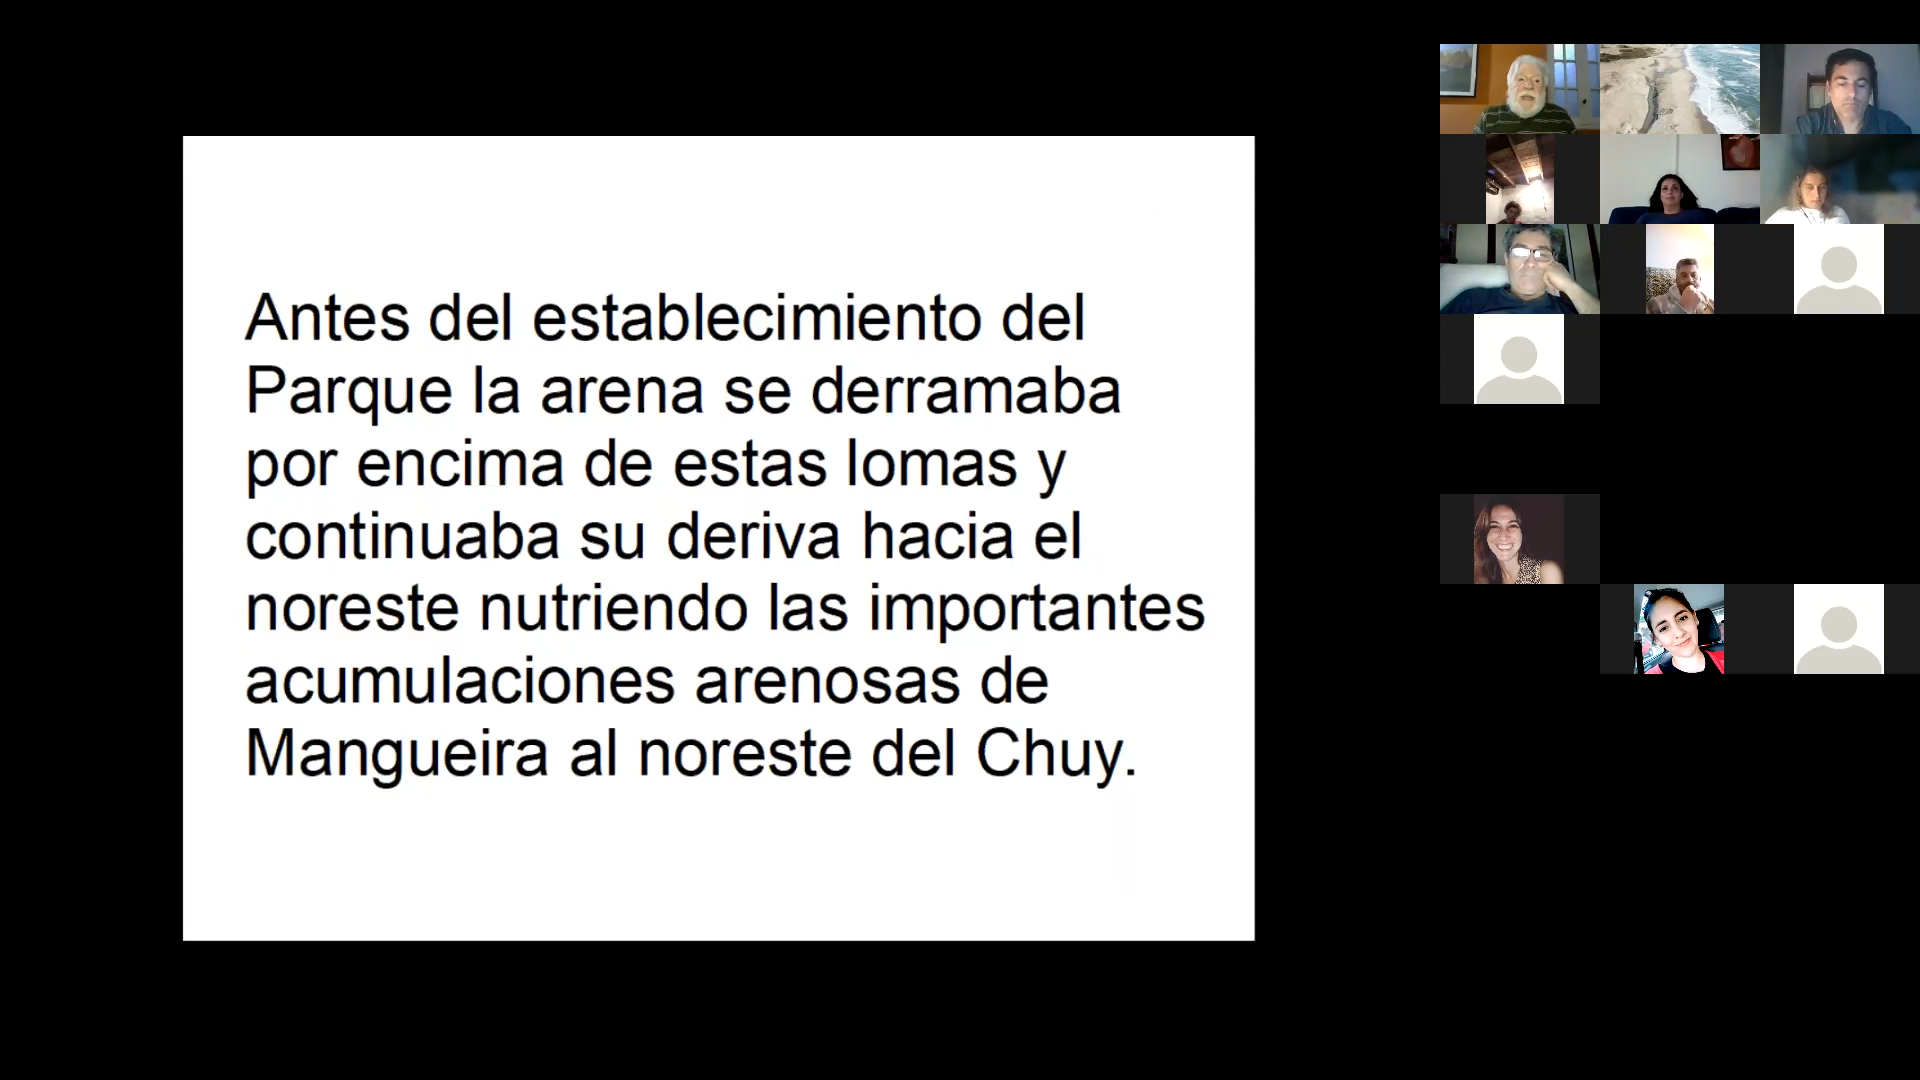 Antes del establecimiento del
Parque la arena se derramaba
por encima de estas lomas y
continuaba su deriva hacia el
noreste nutriendo las importantes
acumulaciones arenosas de
Mangueira al noreste del Chuy.